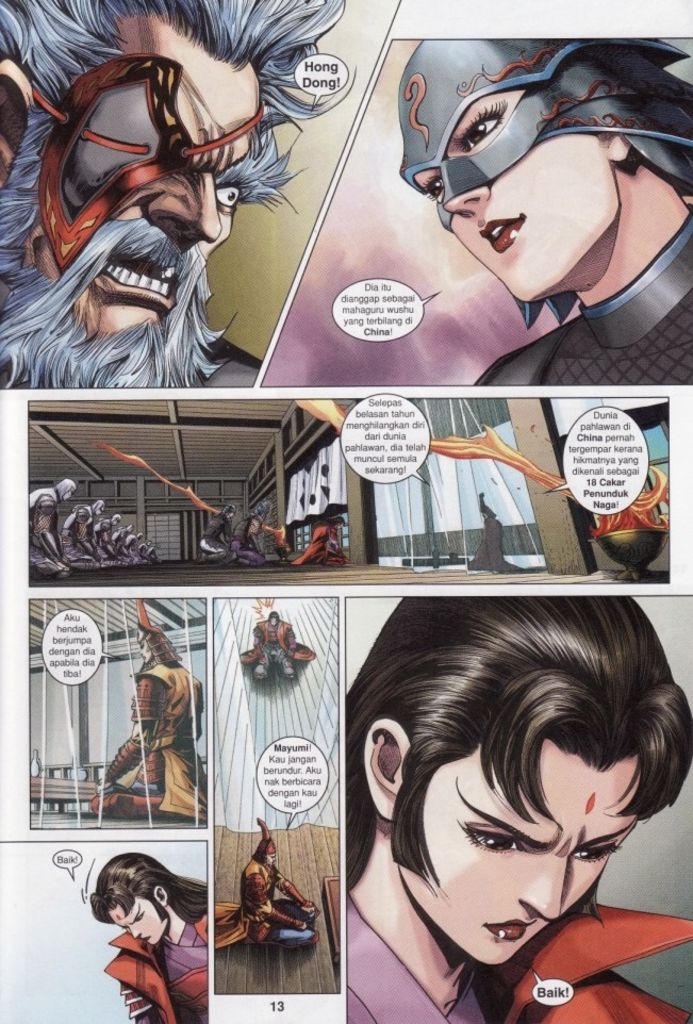 Hong
Dong!
Dia itu
dianggap sebagai
mahaguru wushu
yang terbilang di
China!
Selepas
belasan tahun
menghilangkan diri
dari dunia
pahlawan, dia telah
muncul semula
sekarang!
Dunia
pahlawan di
China pernah
tergempar kerana
hikmatnya yang
dikenali sebagai
18 Cakar
Penunduk
Naga!
Aku
hendak
berjumpa
dengan dia
apabila dia
tiba!
Mayumi!
Kau jangan
berundur. Aku
nak berbicara
dengan kau
lagi!
Baik!
Baik!
13